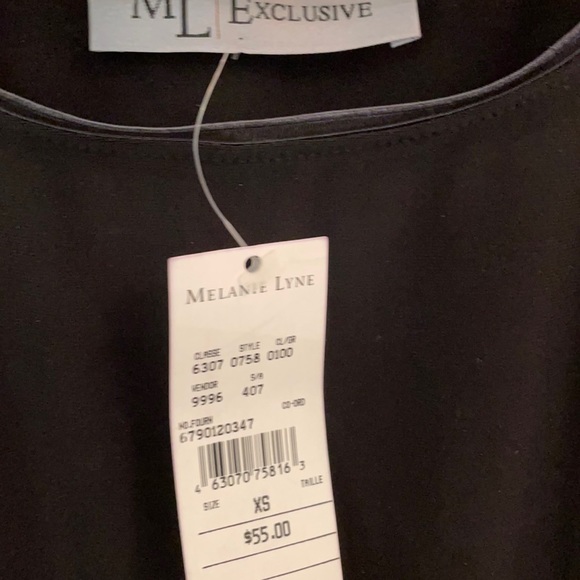 ML | EXCLUSIVE
MELANIE LYNE
CLASSE STYLE CL/GR
6307 0758 0100
VENDOR S/M
9996 407
NO.FOURN CO-ORD
6790120347
4 63070 75816 3
SIZE XS TAILLE
$55.00